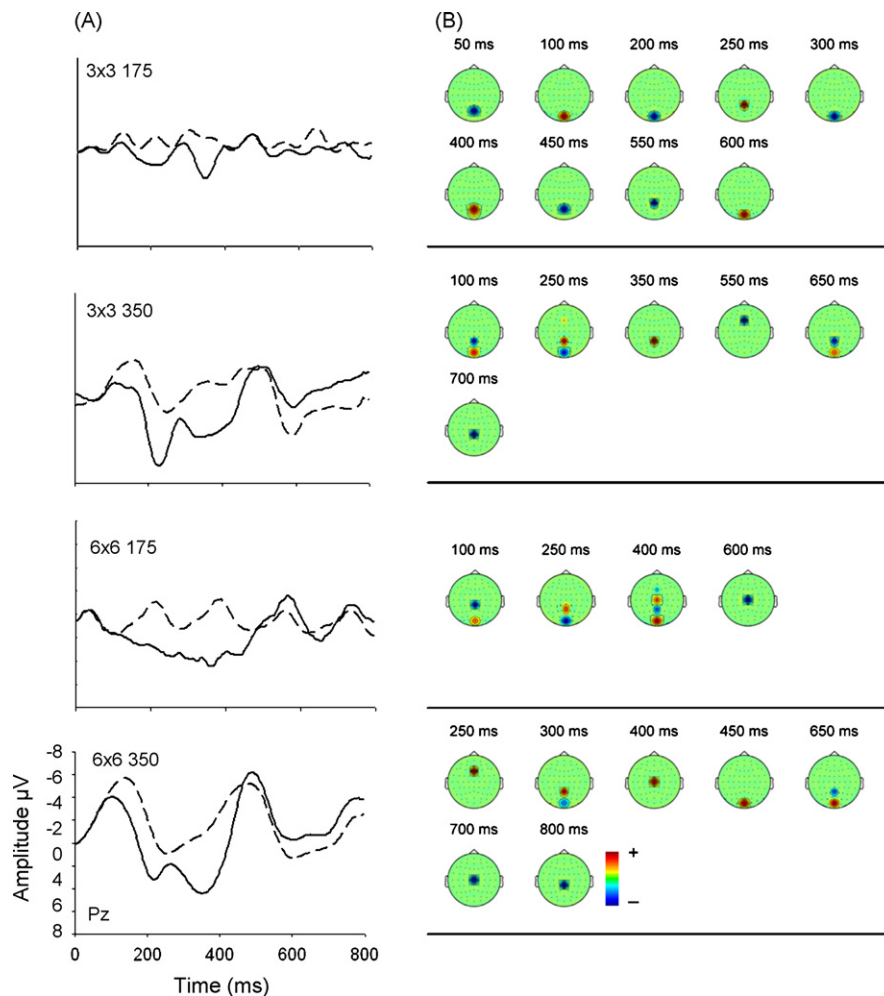 (A)
(B)
3x3 175
50 ms 100 ms 200 ms 250 ms 300 ms
400 ms 450 ms 550 ms 600 ms
3x3 350
100 ms 250 ms 350 ms 550 ms 650 ms
700 ms
6x6 175
100 ms 250 ms 400 ms 600 ms
6x6 350
Amplitude µV
-8
-6
-4
-2
0
2
4
6
8
Pz
0 200 400 600 800
Time (ms)
250 ms 300 ms 400 ms 450 ms 650 ms
700 ms 800 ms
+
–